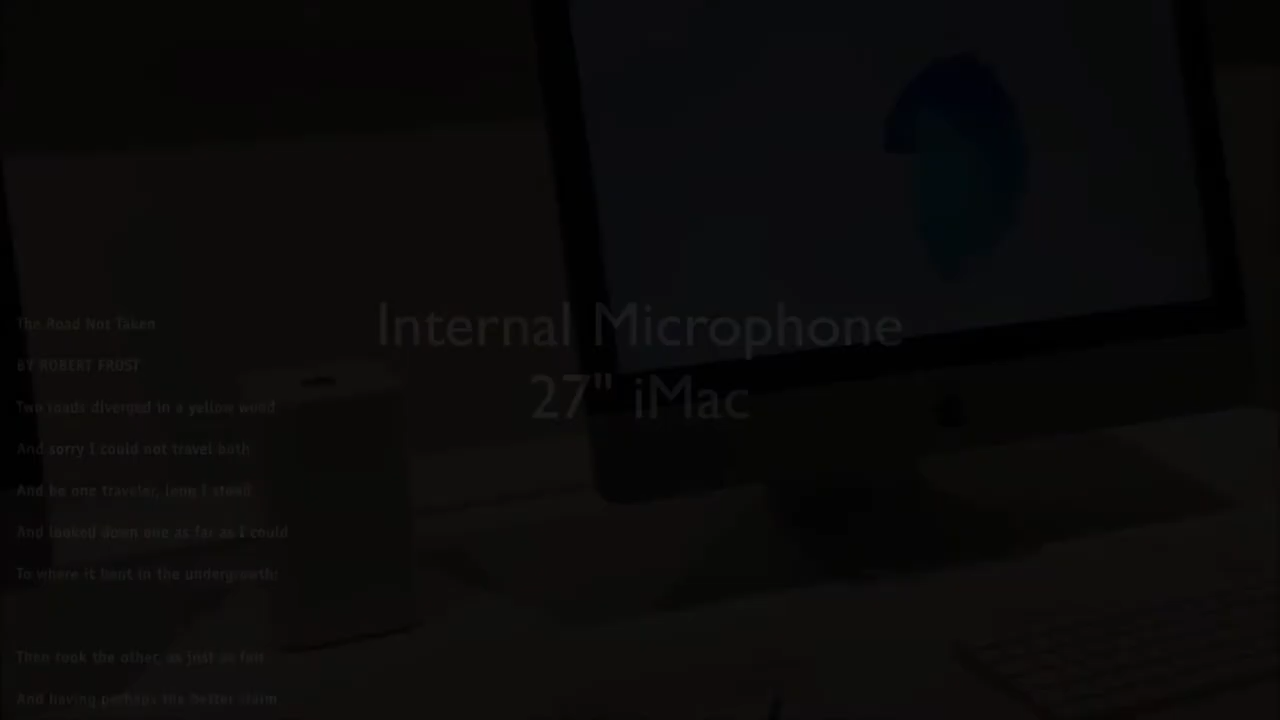 Internal Microphone
27" iMac
The Road Not Taken
BY ROBERT FROST
Two roads diverged in a yellow wood
And sorry I could not travel both
And be one traveler, long I stood
And looked down one as far as I could
To where it bent in the undergrowth;
Then took the other, as just as fair
And having perhaps the better claim